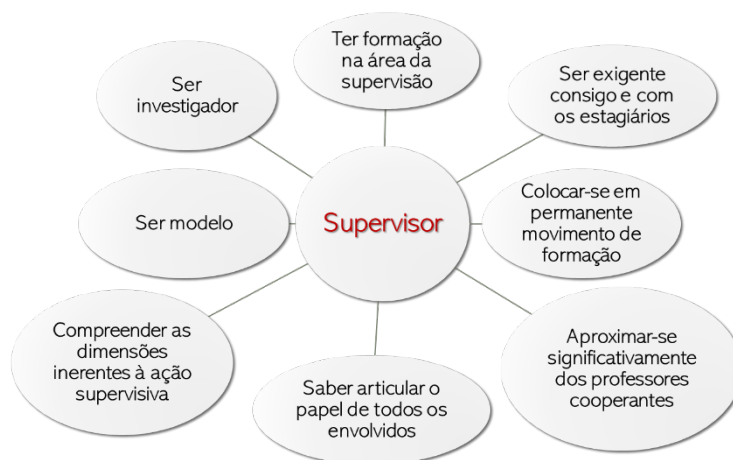 Ter formação
na área da
supervisão
Ser exigente
consigo e com
os estagiários
Colocar-se em
permanente
movimento de
formação
Aproximar-se
significativamente
dos professores
cooperantes
Saber articular o
papel de todos os
envolvidos
Compreender as
dimensões
inerentes à ação
supervisiva
Ser modelo
Ser
investigador
Supervisor